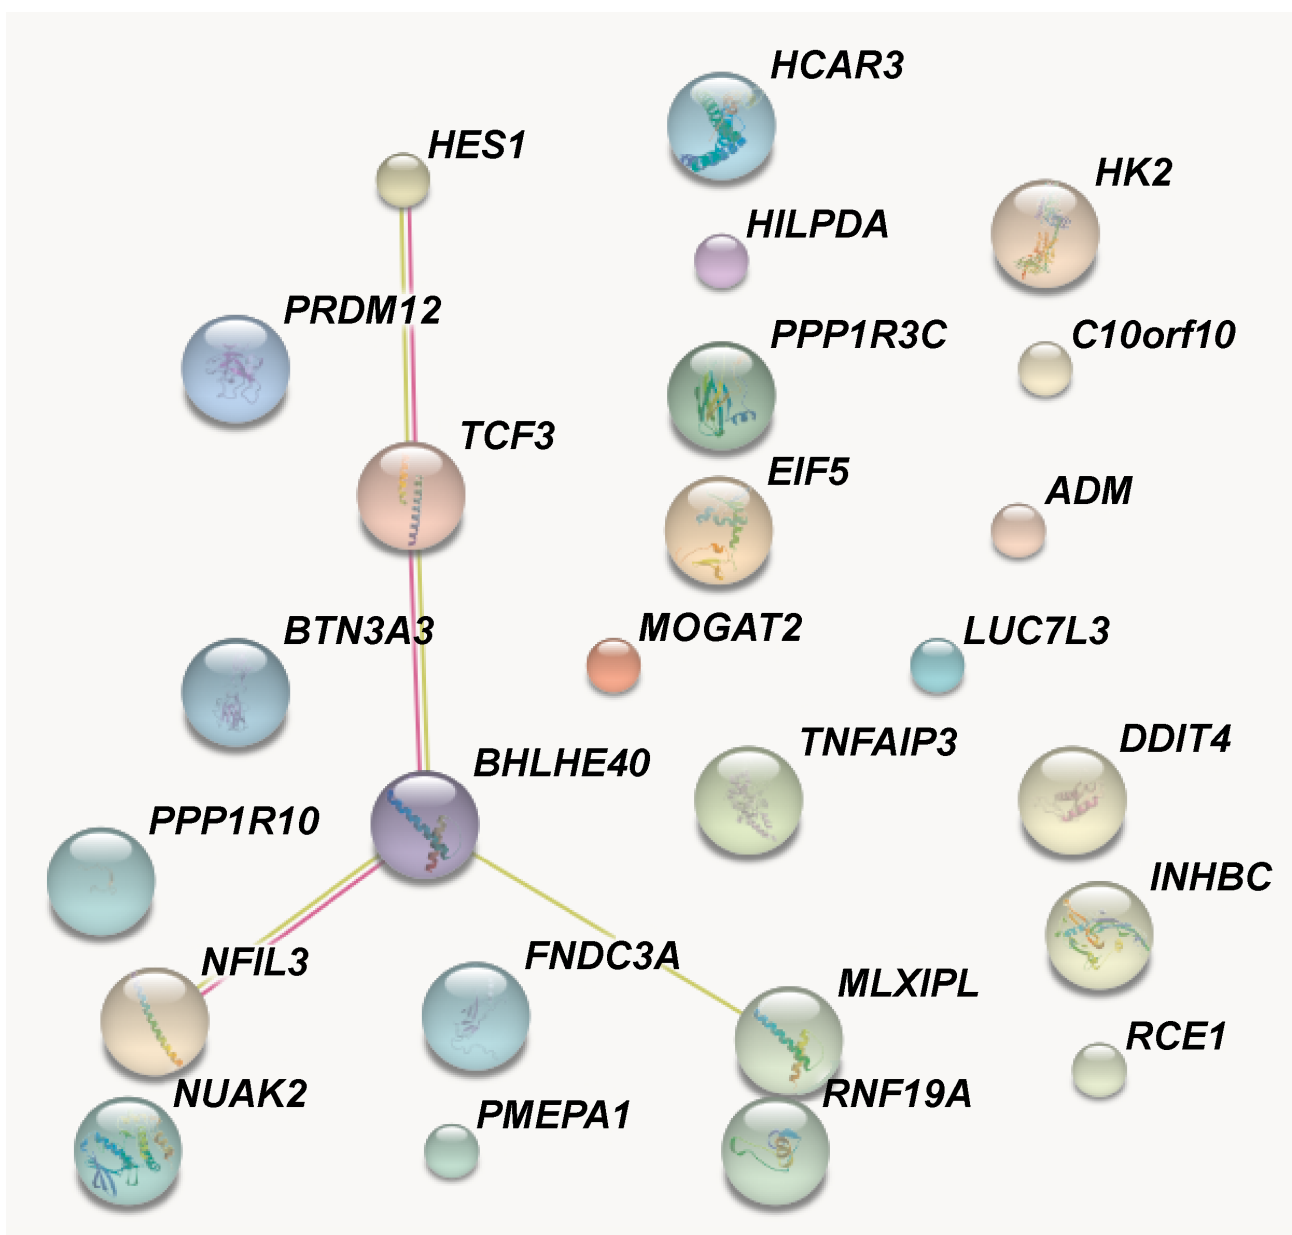 HCAR3
HES1
HK2
HILPDA
PRDM12
PPP1R3C
C10orf10
TCF3
EIF5
ADM
BTN3A3
MOGAT2
LUC7L3
TNFAIP3
DDIT4
BHLHE40
PPP1R10
INHBC
NFIL3
FNDC3A
MLXIPL
RCE1
NUAK2
RNF19A
PMEPA1